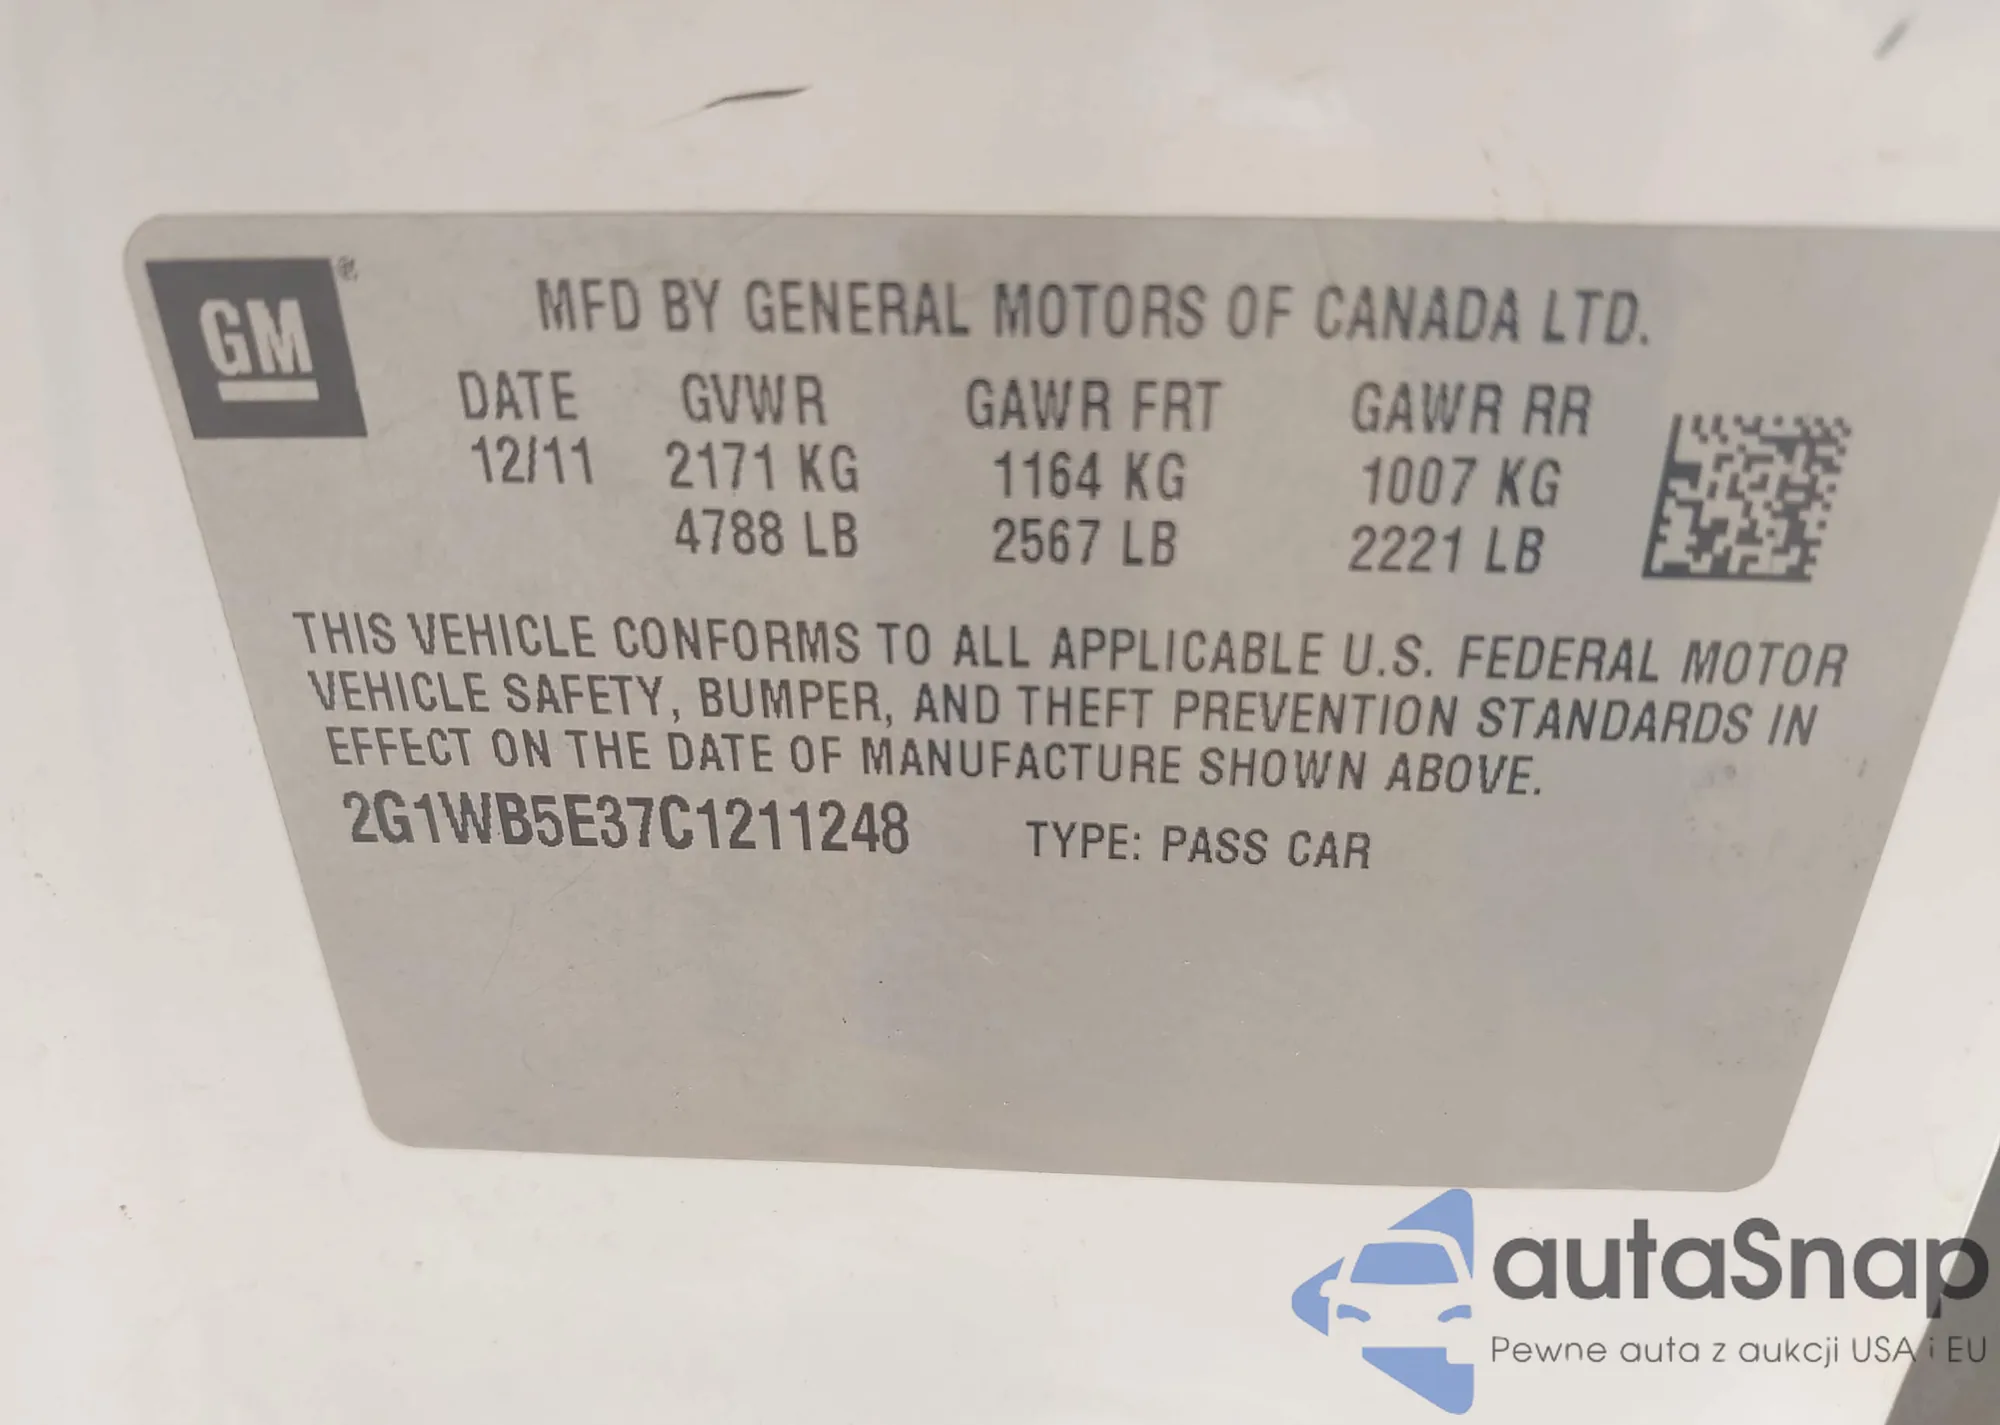 GM
MFD BY GENERAL MOTORS OF CANADA LTD.
DATE GVWR GAWR FRT GAWR RR
12/11 2171 KG 1164 KG 1007 KG
4788 LB 2567 LB 2221 LB
THIS VEHICLE CONFORMS TO ALL APPLICABLE U.S. FEDERAL MOTOR
VEHICLE SAFETY, BUMPER, AND THEFT PREVENTION STANDARDS IN
EFFECT ON THE DATE OF MANUFACTURE SHOWN ABOVE.
2G1WB5E37C1211248 TYPE: PASS CAR
autaSnap
Pewne auta z aukcji USA i EU